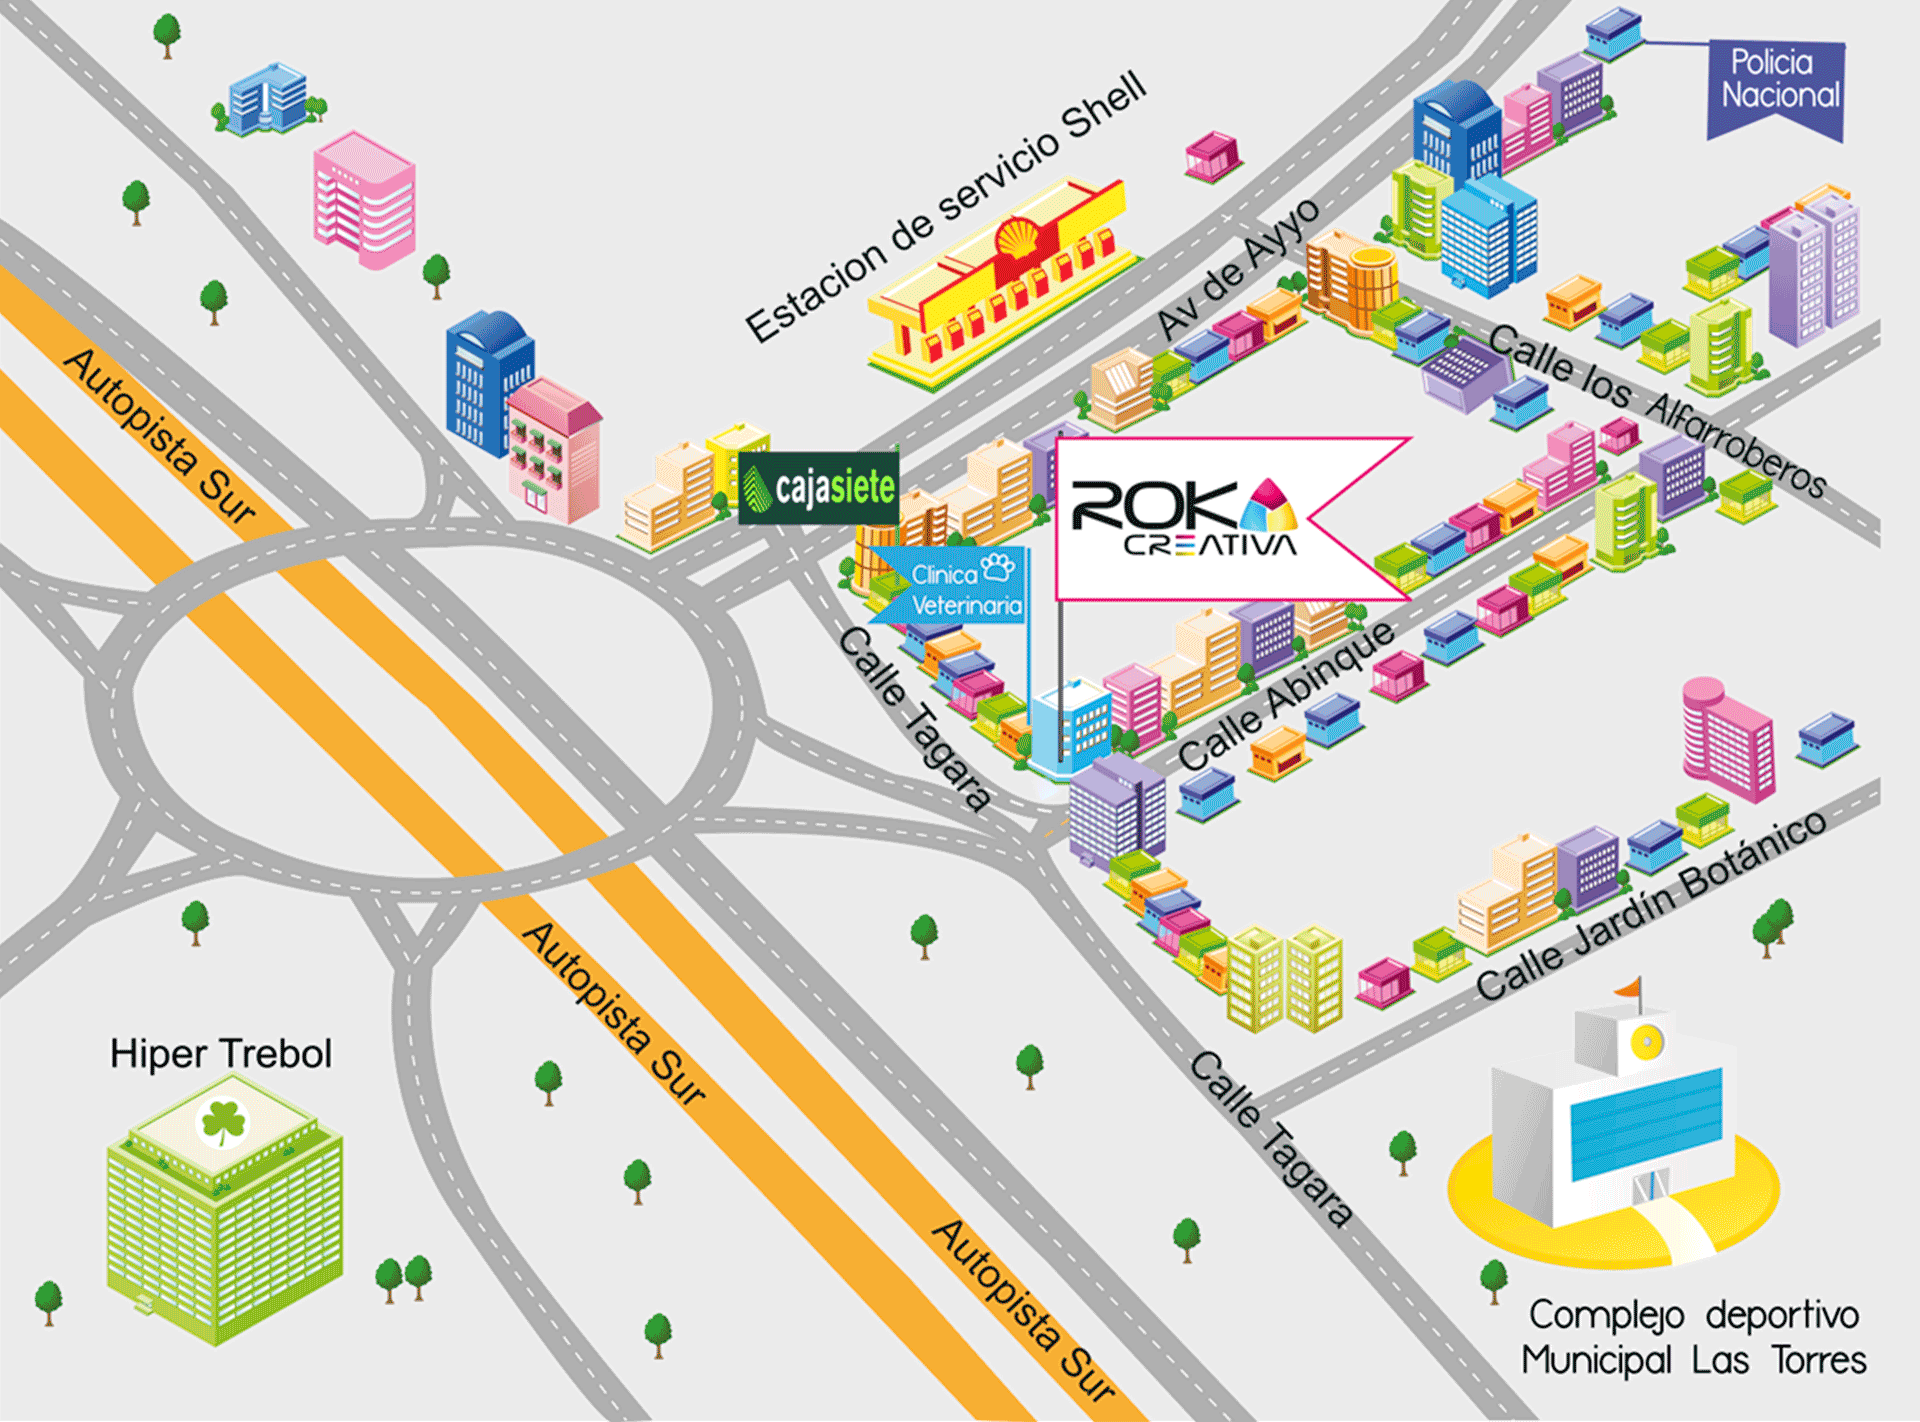 Policia
Nacional
Estacion de servicio Shell
Av de Ayyo
Calle los Alfarroberos
Autopista Sur
cajasiete
ROKA
CREATIVA
Clinica
Veterinaria
Calle Tagara
Calle Abinque
Calle Jardín Botánico
Autopista Sur
Hiper Trebol
Calle Tagara
Autopista Sur
Complejo deportivo
Municipal Las Torres